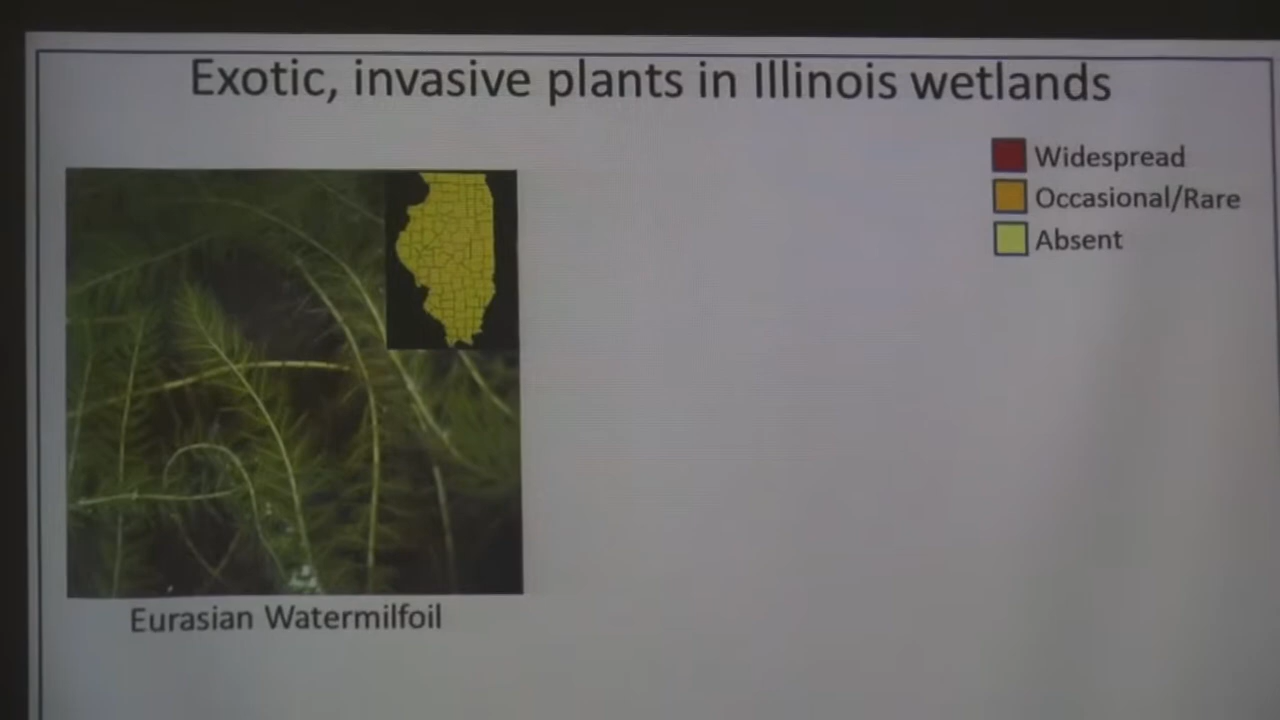 Exotic, invasive plants in Illinois wetlands
Widespread
Occasional/Rare
Absent
Eurasian Watermilfoil